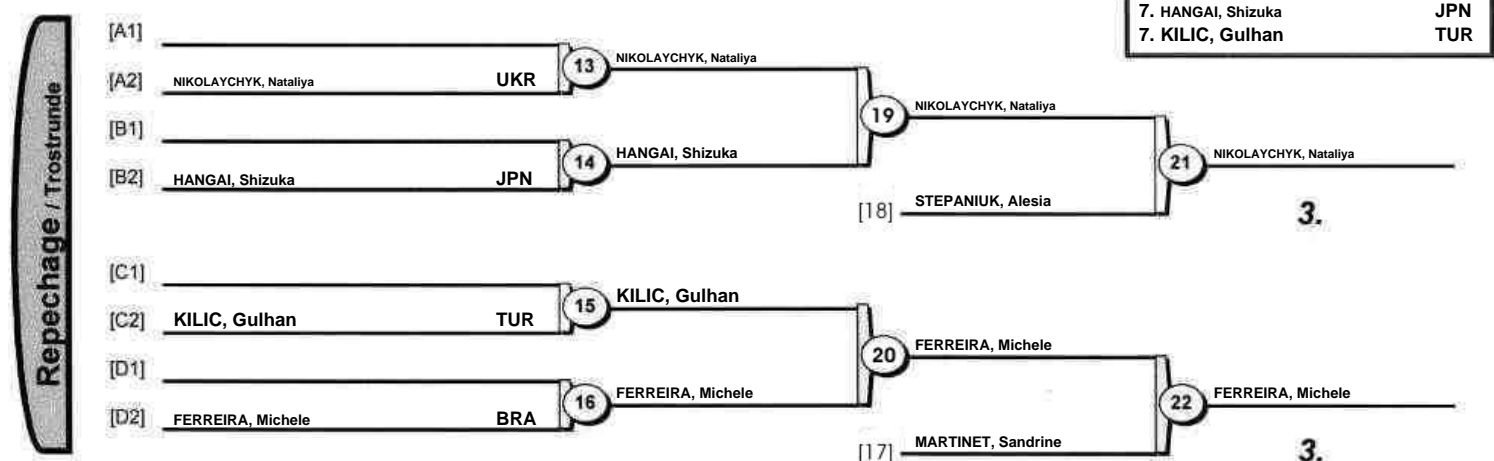 7. HANGAI, Shizuka JPN
7. KILIC, Gulhan TUR
Repechage / Trostrunde
[A1]
13
NIKOLAYCHYK, Nataliya
[A2] NIKOLAYCHYK, Nataliya UKR
19
NIKOLAYCHYK, Nataliya
[B1]
14
HANGAI, Shizuka
21
NIKOLAYCHYK, Nataliya
[B2] HANGAI, Shizuka JPN
[18] STEPANIUK, Alesia
3.
[C1]
15
KILIC, Gulhan
[C2] KILIC, Gulhan TUR
20
FERREIRA, Michele
[D1]
16
FERREIRA, Michele
22
FERREIRA, Michele
[D2] FERREIRA, Michele BRA
[17] MARTINET, Sandrine
3.